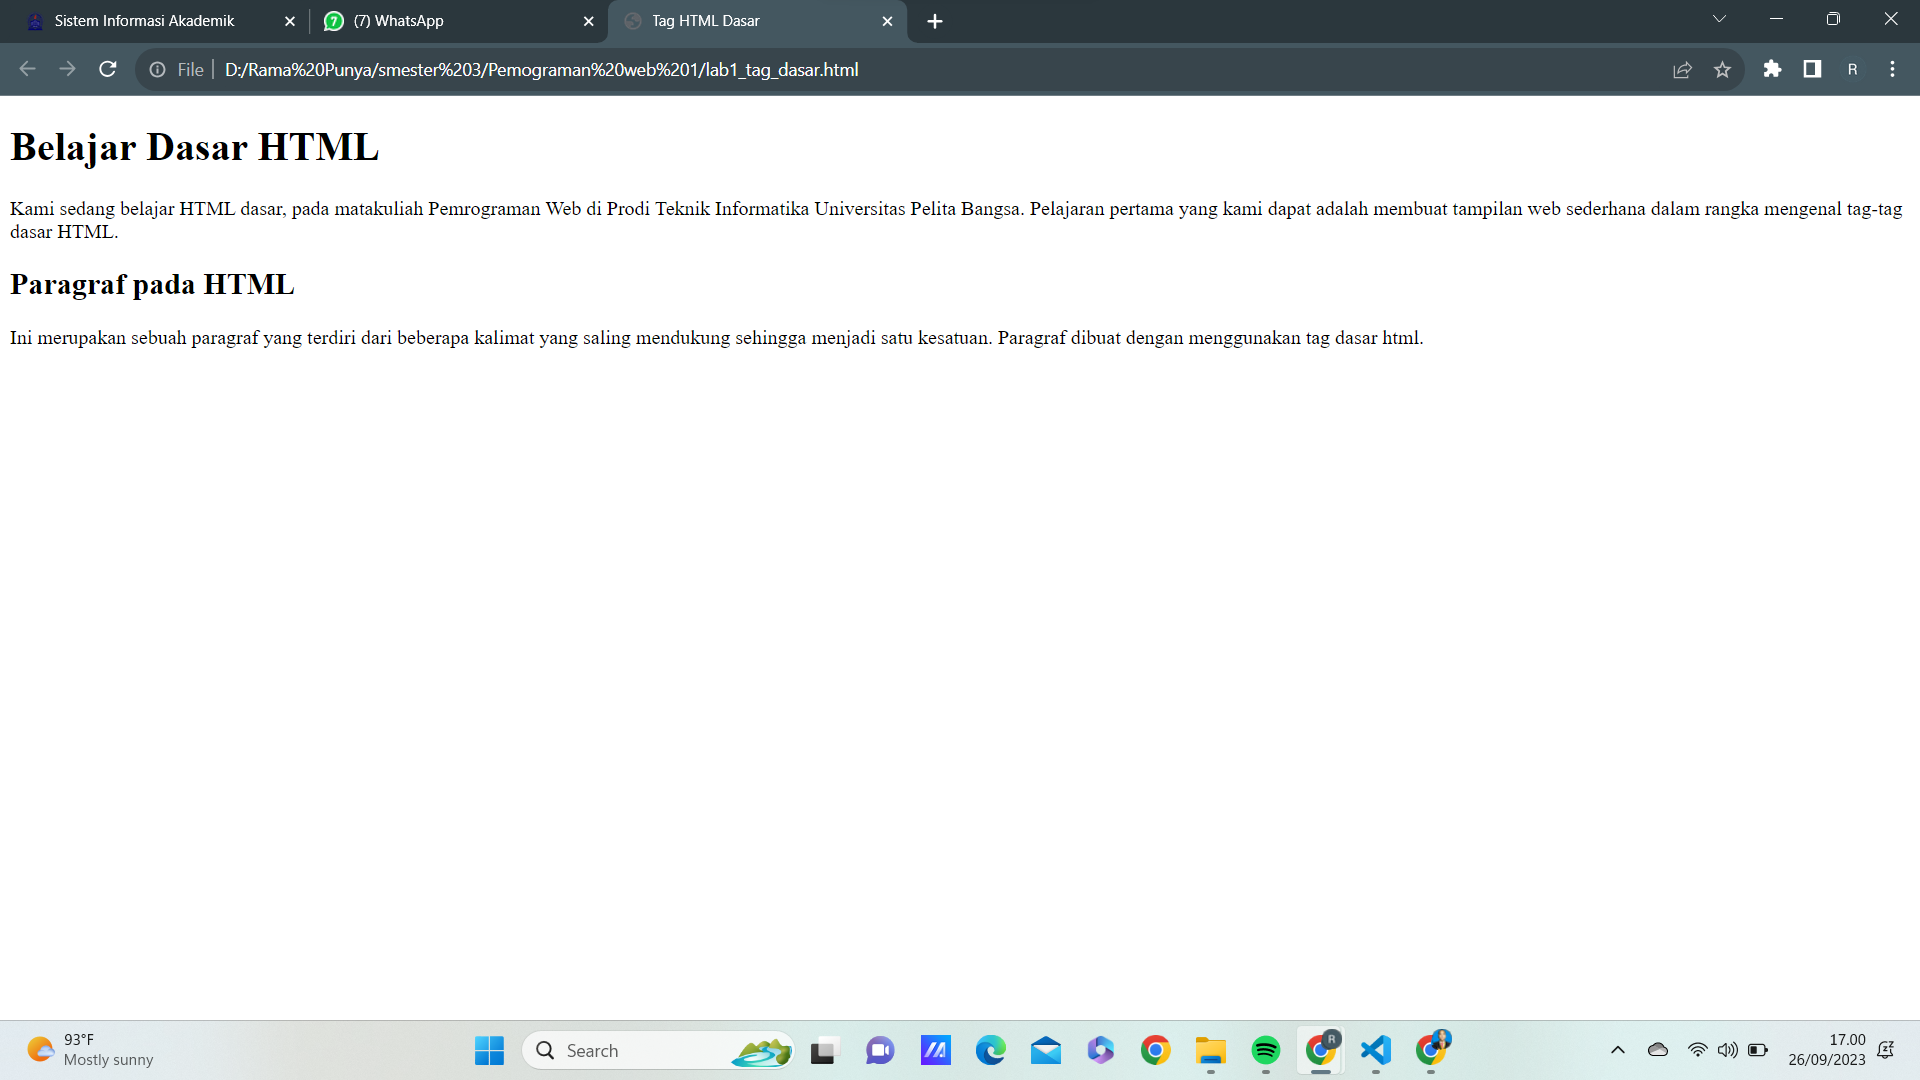 Sistem Informasi Akademik
(7) WhatsApp
Tag HTML Dasar
File
D:/Rama%20Punya/smester%203/Pemograman%20web%201/lab1_tag_dasar.html
R
Belajar Dasar HTML
Kami sedang belajar HTML dasar, pada matakuliah Pemrograman Web di Prodi Teknik Informatika Universitas Pelita Bangsa. Pelajaran pertama yang kami dapat adalah membuat tampilan web sederhana dalam rangka mengenal tag-tag
dasar HTML.
Paragraf pada HTML
Ini merupakan sebuah paragraf yang terdiri dari beberapa kalimat yang saling mendukung sehingga menjadi satu kesatuan. Paragraf dibuat dengan menggunakan tag dasar html.
93°F
Mostly sunny
Search
R
17.00
26/09/2023